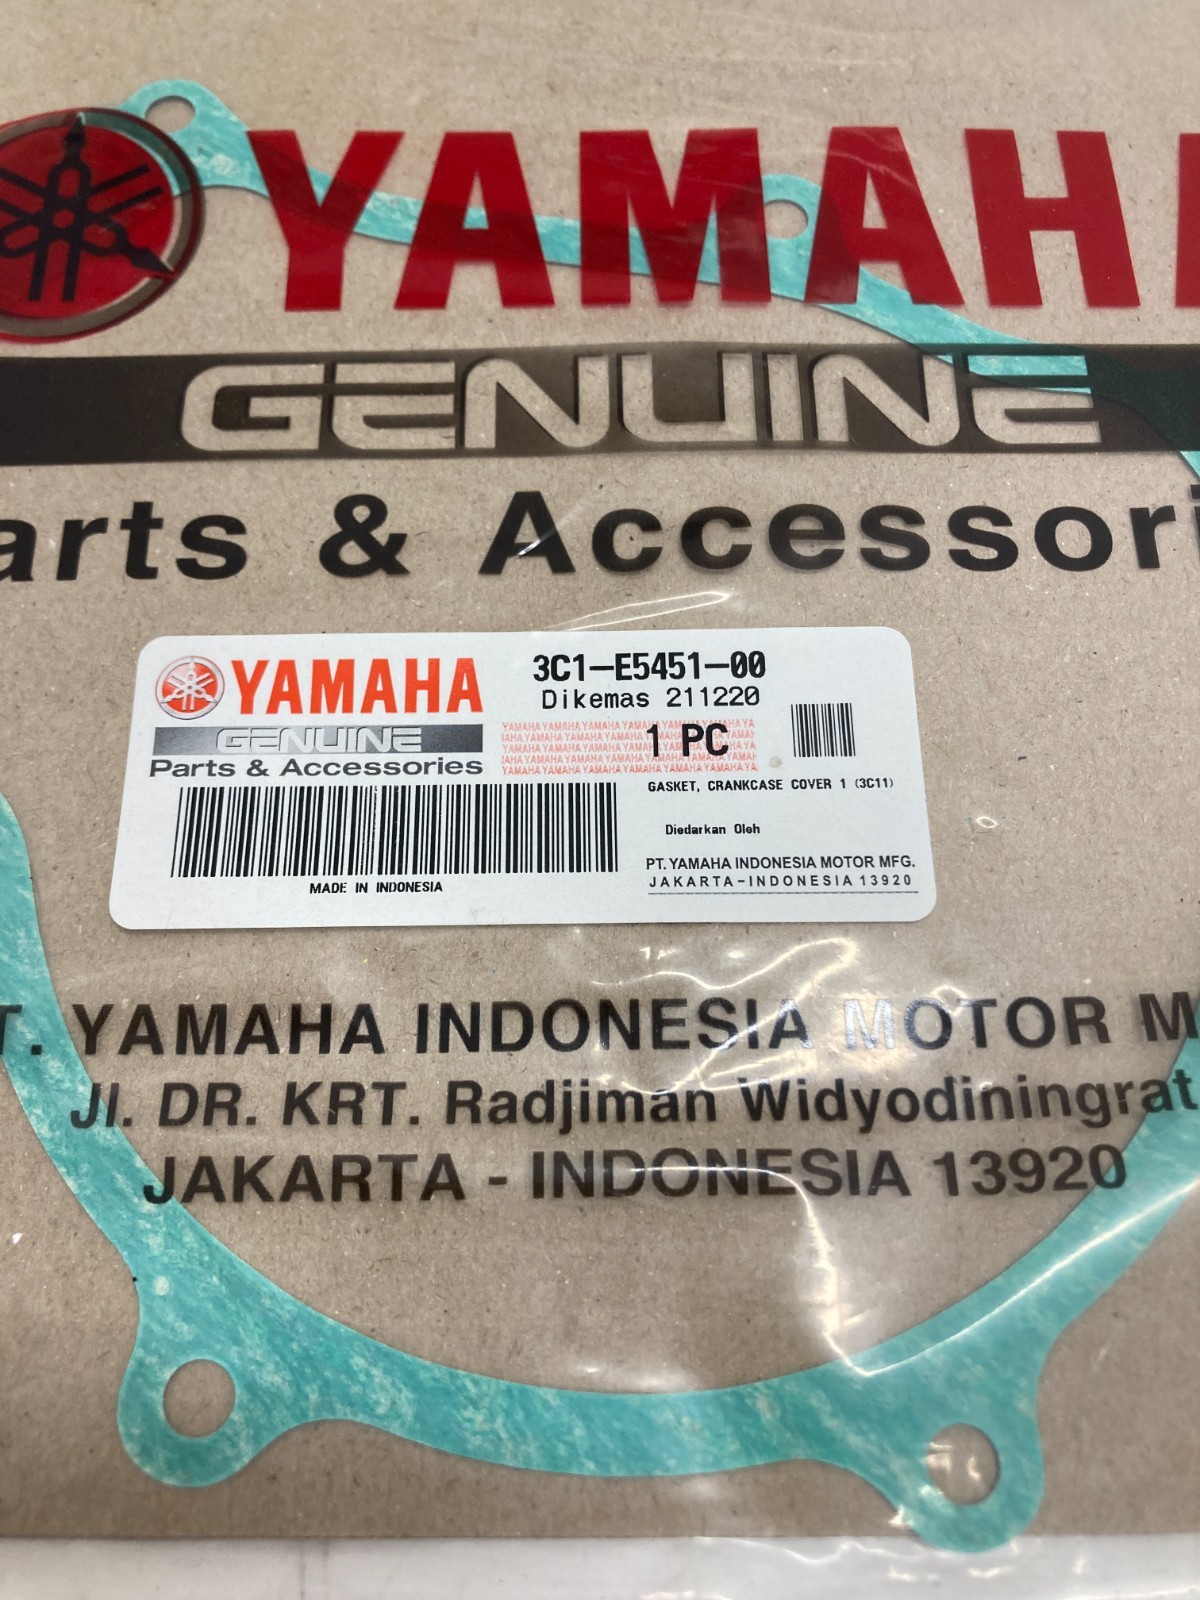 YAMAHA
GENUINE
arts & Accessori
YAMAHA
GENUINE
Parts & Accessories
3C1-E5451-00
Dikemas 211220
1 PC
GASKET, CRANKCASE COVER 1 (3C11)
Diedarkan Oleh
PT. YAMAHA INDONESIA MOTOR MFG.
JAKARTA-INDONESIA 13920
MADE IN INDONESIA
T. YAMAHA INDONESIA MOTOR M
Jl. DR. KRT. Radjiman Widyodiningrat
JAKARTA - INDONESIA 13920